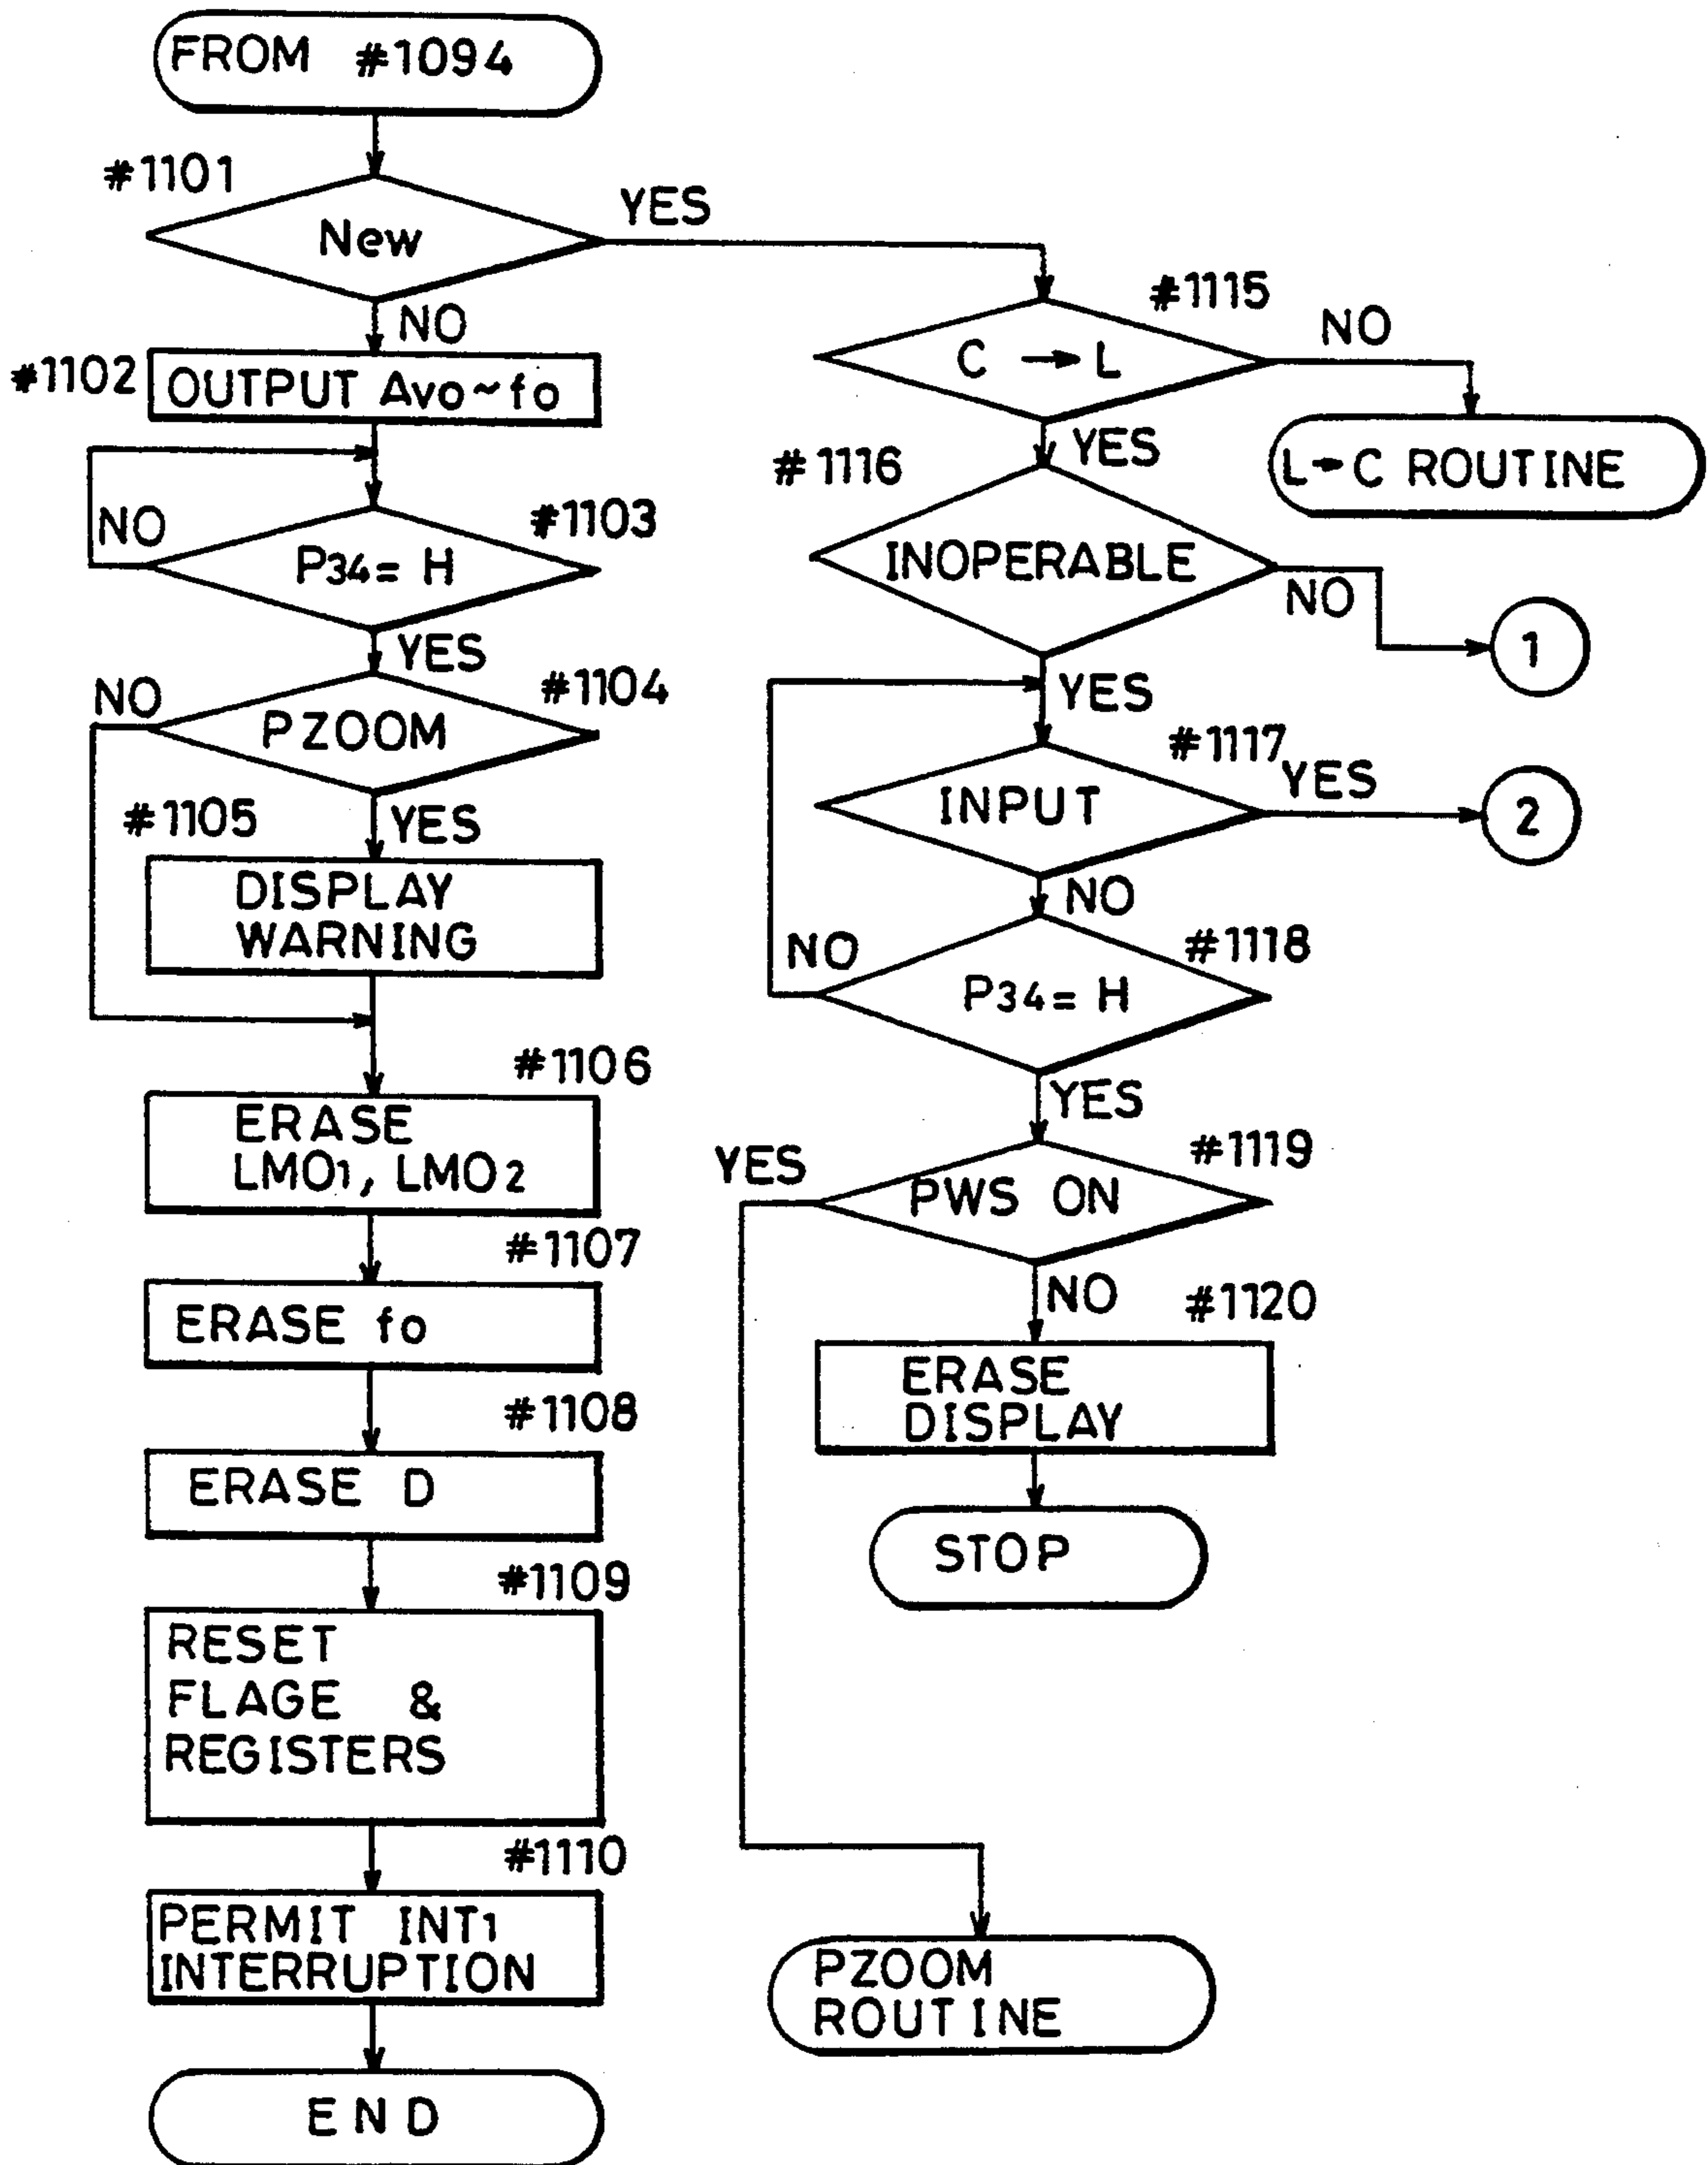 FROM #1094
#1101
New
YES
NO
#1102
OUTPUT Avo~fo
NO
#1103
P34= H
YES
NO
#1104
PZOOM
#1105
YES
DISPLAY
WARNING
#1106
ERASE
LMO1, LMO2
#1107
ERASE fo
#1108
ERASE D
#1109
RESET
FLAGE &
REGISTERS
#1110
PERMIT INT1
INTERRUPTION
END
#1115
C → L
NO
L→C ROUTINE
YES
#1116
INOPERABLE
NO
1
YES
#1117
INPUT
YES
2
NO
NO
#1118
P34= H
YES
YES
#1119
PWS ON
NO
#1120
ERASE
DISPLAY
STOP
PZOOM
ROUTINE